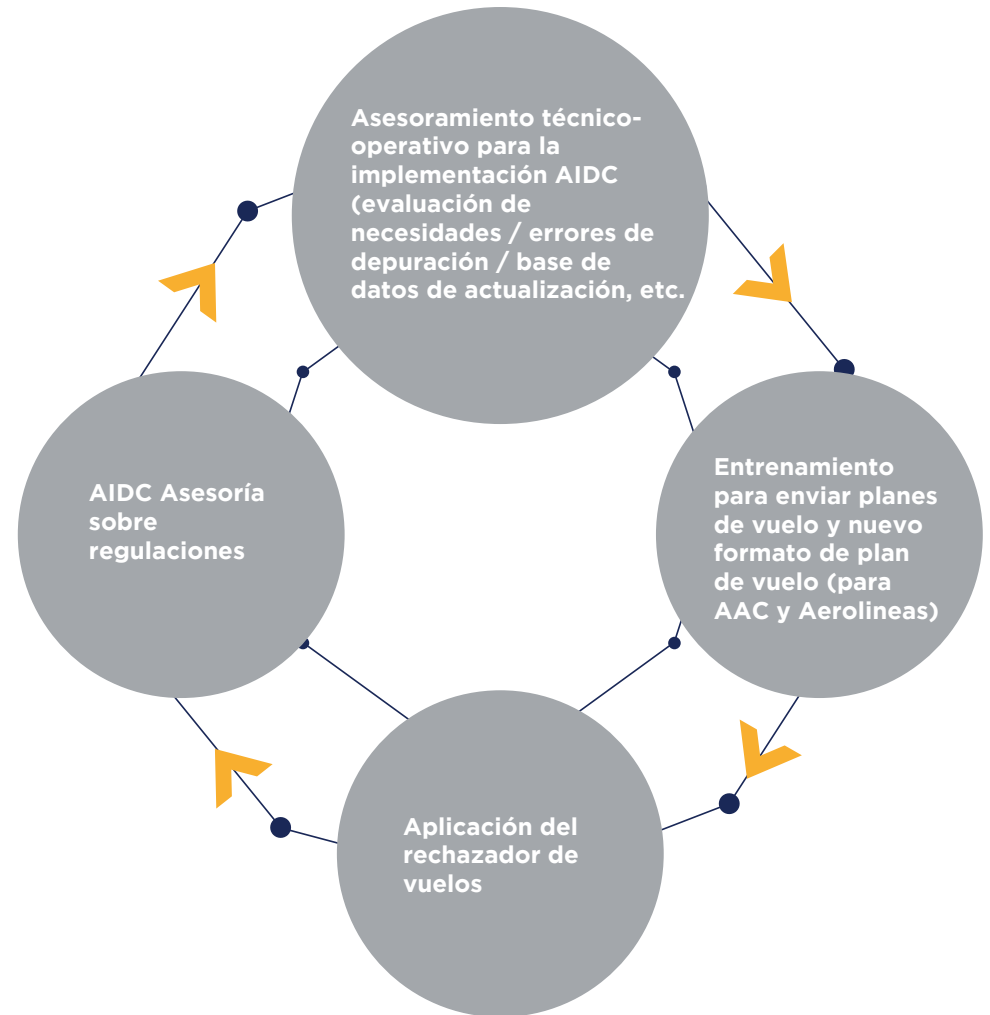 Asesoramiento técnico-
operativo para la
implementación AIDC
(evaluación de
necesidades / errores de
depuración / base de
datos de actualización, etc.
Entrenamiento
para enviar planes
de vuelo y nuevo
formato de plan
de vuelo (para
AAC y Aerolineas)
Aplicación del
rechazador de
vuelos
AIDC Asesoría
sobre
regulaciones